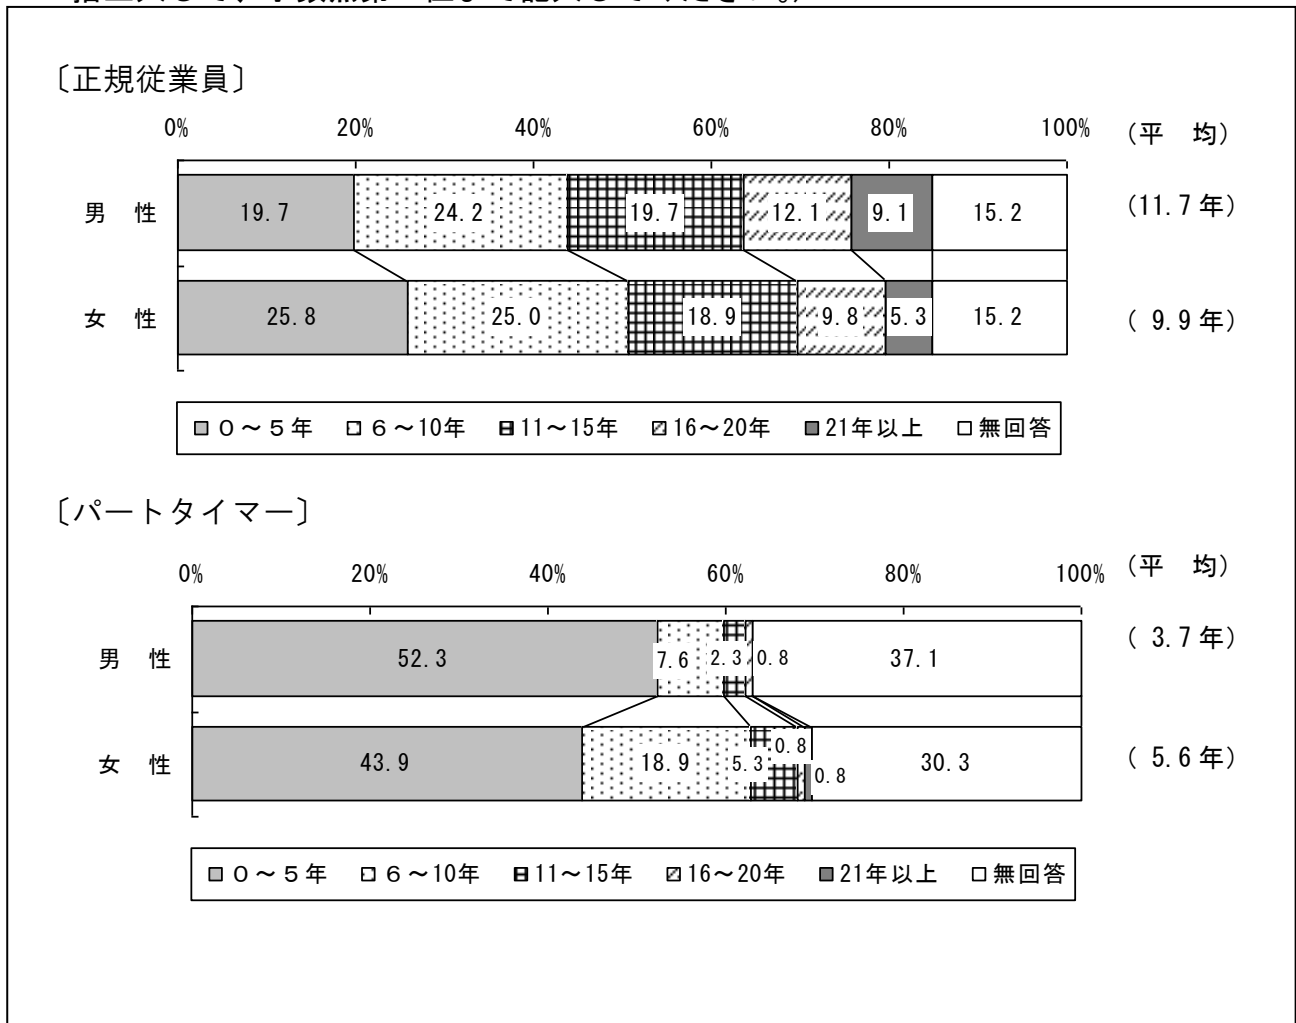 〔正規従業員〕
0% 20% 40% 60% 80% 100% (平 均)
男 性 19.7 24.2 19.7 12.1 9.1 15.2 (11.7年)
女 性 25.8 25.0 18.9 9.8 5.3 15.2 ( 9.9年)
0～5年 6～10年 11～15年 16～20年 21年以上 無回答
〔パートタイマー〕
0% 20% 40% 60% 80% 100% (平 均)
男 性 52.3 7.6 2.3 0.8 37.1 ( 3.7年)
女 性 43.9 18.9 5.3 0.8 0.8 30.3 ( 5.6年)
0～5年 6～10年 11～15年 16～20年 21年以上 無回答